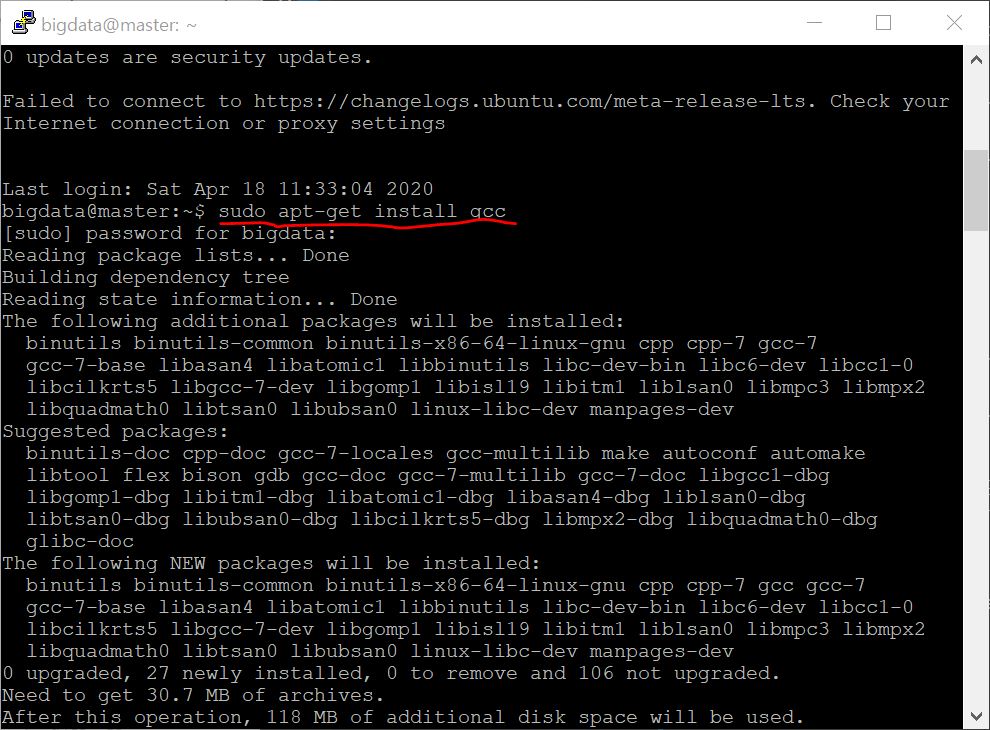 bigdata@master: ~
0 updates are security updates.
Failed to connect to https://changelogs.ubuntu.com/meta-release-lts. Check your
Internet connection or proxy settings
Last login: Sat Apr 18 11:33:04 2020
bigdata@master:~$ sudo apt-get install gcc
[sudo] password for bigdata:
Reading package lists... Done
Building dependency tree
Reading state information... Done
The following additional packages will be installed:
binutils binutils-common binutils-x86-64-linux-gnu cpp cpp-7 gcc-7
gcc-7-base libasan4 libatomic1 libbinutils libc-dev-bin libc6-dev libcc1-0
libcilkrts5 libgcc-7-dev libgomp1 libisl19 libitm1 liblsan0 libmpc3 libmpx2
libquadmath0 libtsan0 libubsan0 linux-libc-dev manpages-dev
Suggested packages:
binutils-doc cpp-doc gcc-7-locales gcc-multilib make autoconf automake
libtool flex bison gdb gcc-doc gcc-7-multilib gcc-7-doc libgcc1-dbg
libgomp1-dbg libitm1-dbg libatomic1-dbg libasan4-dbg liblsan0-dbg
libtsan0-dbg libubsan0-dbg libcilkrts5-dbg libmpx2-dbg libquadmath0-dbg
glibc-doc
The following NEW packages will be installed:
binutils binutils-common binutils-x86-64-linux-gnu cpp cpp-7 gcc gcc-7
gcc-7-base libasan4 libatomic1 libbinutils libc-dev-bin libc6-dev libcc1-0
libcilkrts5 libgcc-7-dev libgomp1 libisl19 libitm1 liblsan0 libmpc3 libmpx2
libquadmath0 libtsan0 libubsan0 linux-libc-dev manpages-dev
0 upgraded, 27 newly installed, 0 to remove and 106 not upgraded.
Need to get 30.7 MB of archives.
After this operation, 118 MB of additional disk space will be used.